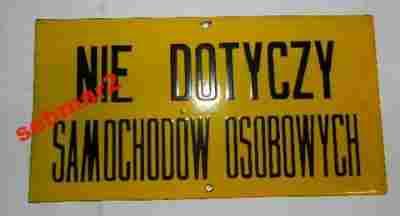 NIE DOTYCZY
SAMOCHODÓW OSOBOWYCH
sebmar2